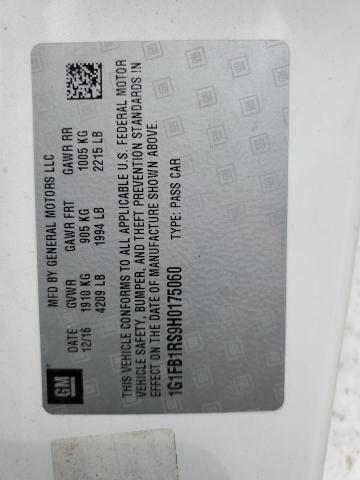 MFD BY GENERAL MOTORS LLC
DATE GVWR GAWR FRT GAWR RR
12/16 1910 KG 905 KG 1005 KG
4209 LB 1994 LB 2215 LB
THIS VEHICLE CONFORMS TO ALL APPLICABLE U.S. FEDERAL MOTOR
VEHICLE SAFETY, BUMPER, AND THEFT PREVENTION STANDARDS IN
EFFECT ON THE DATE OF MANUFACTURE SHOWN ABOVE.
1G1FB1RS9H0175060 TYPE: PASS CAR
GM